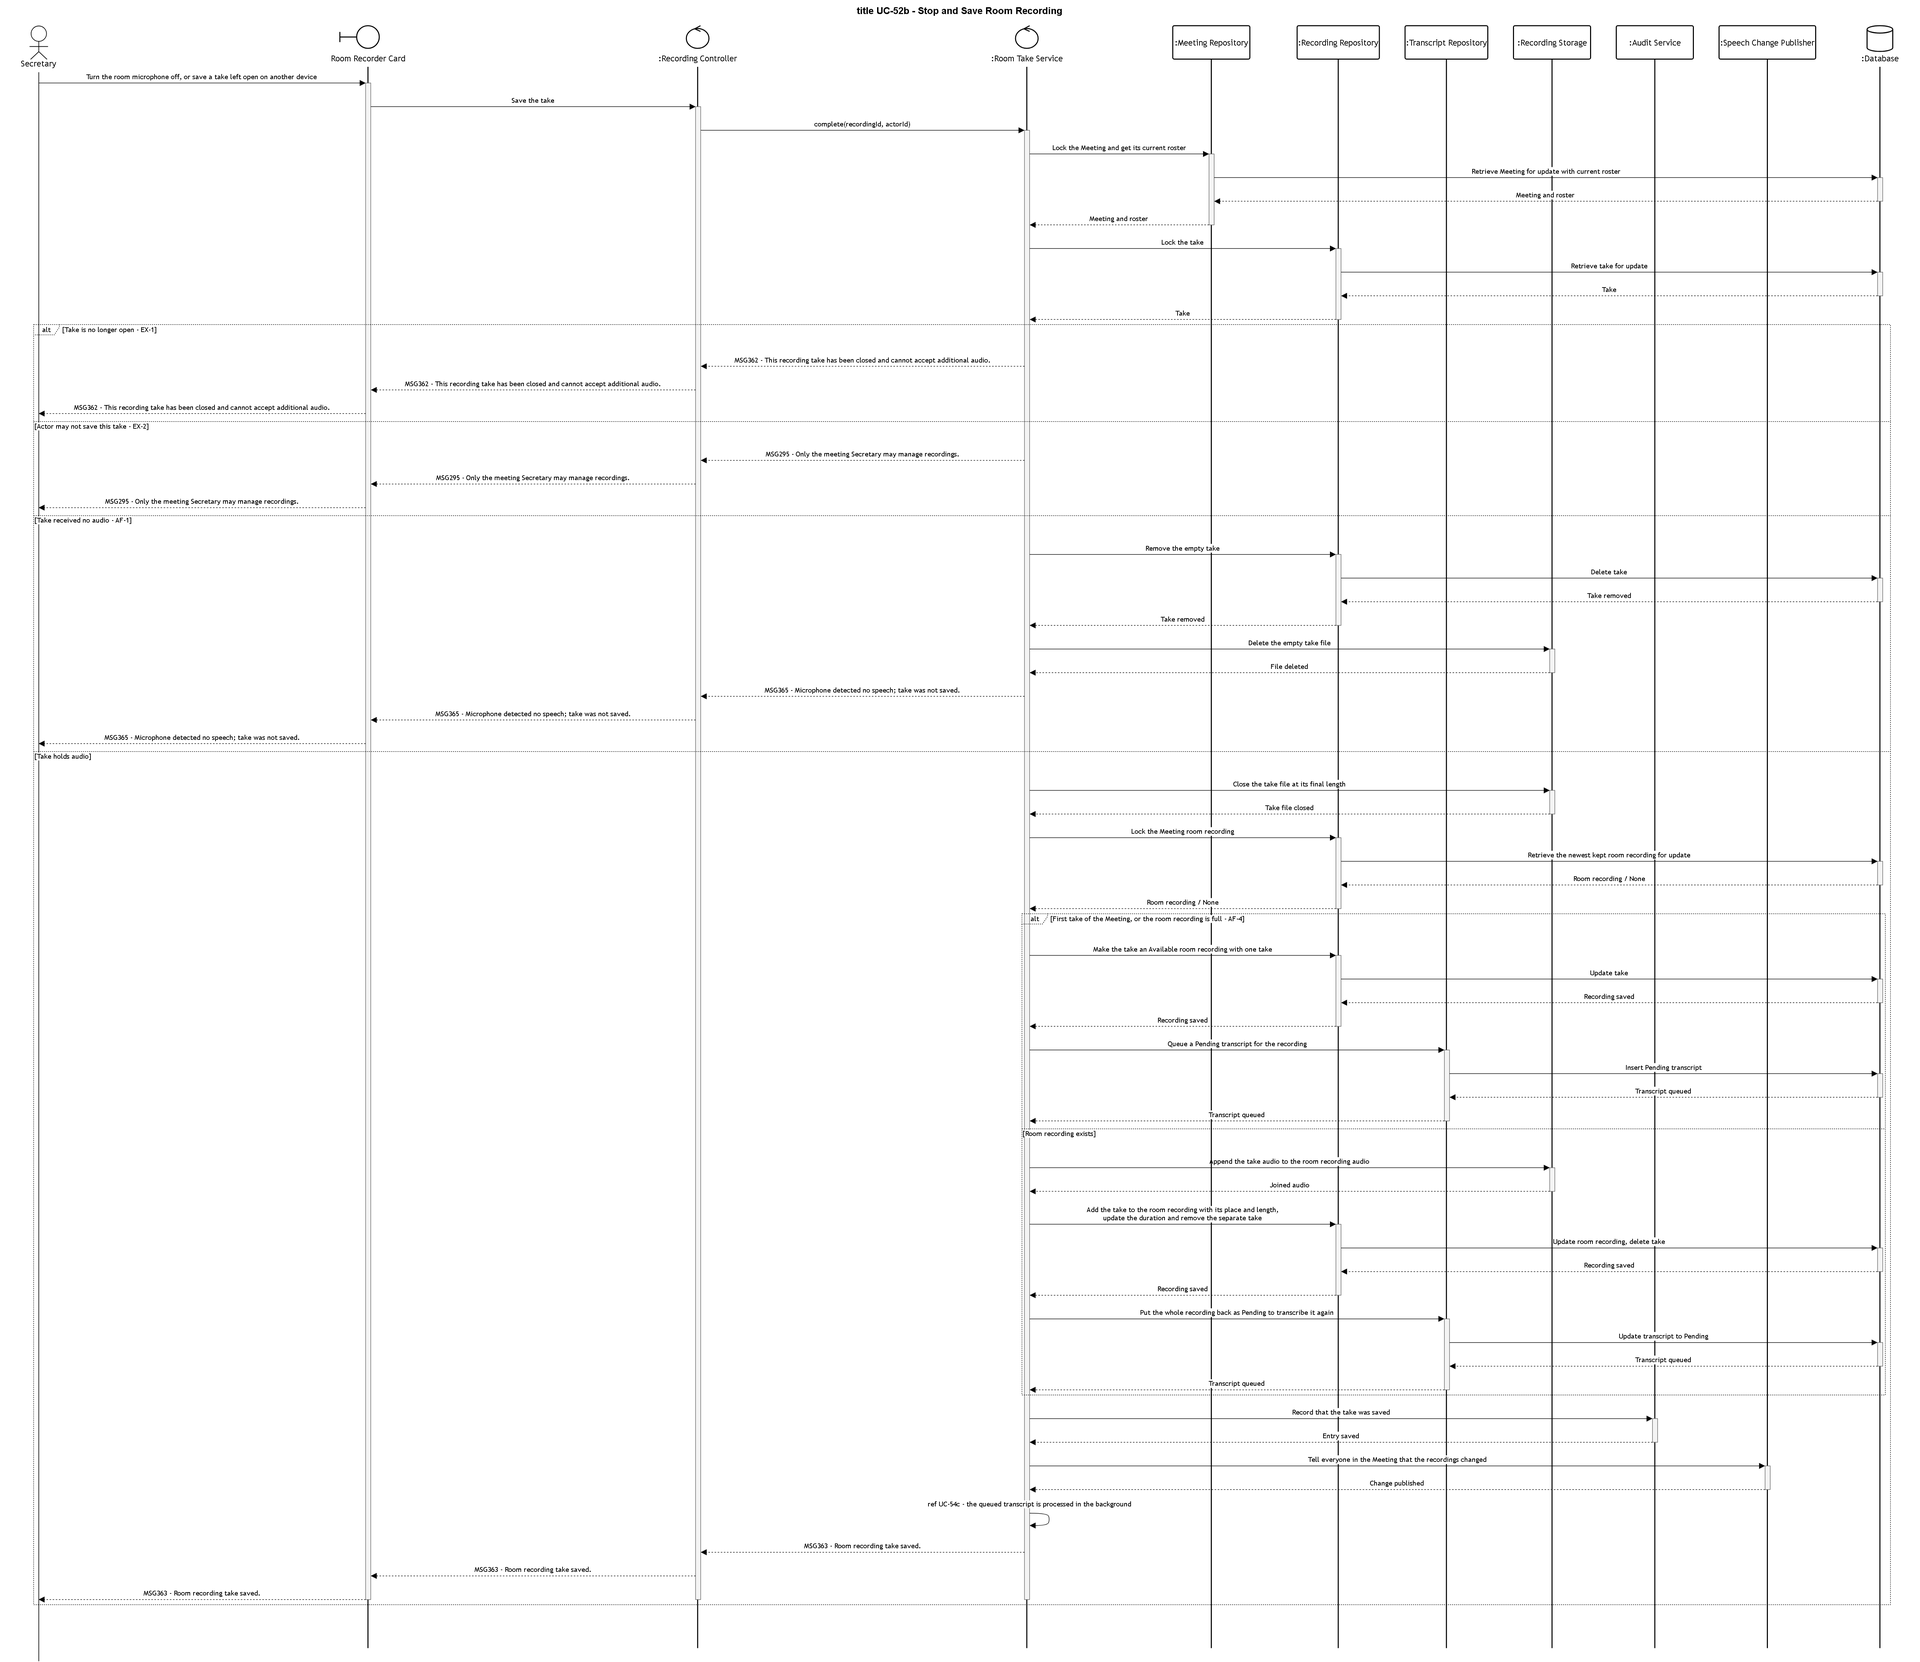 title UC-52b - Stop and Save Room Recording
Secretary
Room Recorder Card
:Recording Controller
:Room Take Service
:Meeting Repository
:Recording Repository
:Transcript Repository
:Recording Storage
:Audit Service
:Speech Change Publisher
:Database
Turn the room microphone off, or save a take left open on another device
Save the take
complete(recordingId, actorId)
Lock the Meeting and get its current roster
Retrieve Meeting for update with current roster
Meeting and roster
Meeting and roster
Lock the take
Retrieve take for update
Take
Take
alt [Take is no longer open - EX-1]
MSG362 - This recording take has been closed and cannot accept additional audio.
MSG362 - This recording take has been closed and cannot accept additional audio.
MSG362 - This recording take has been closed and cannot accept additional audio.
[Actor may not save this take - EX-2]
MSG295 - Only the meeting Secretary may manage recordings.
MSG295 - Only the meeting Secretary may manage recordings.
MSG295 - Only the meeting Secretary may manage recordings.
[Take received no audio - AF-1]
Remove the empty take
Delete take
Take removed
Take removed
Delete the empty take file
File deleted
MSG365 - Microphone detected no speech; take was not saved.
MSG365 - Microphone detected no speech; take was not saved.
MSG365 - Microphone detected no speech; take was not saved.
[Take holds audio]
Close the take file at its final length
Take file closed
Lock the Meeting room recording
Retrieve the newest kept room recording for update
Room recording / None
Room recording / None
alt [First take of the Meeting, or the room recording is full - AF-4]
Make the take an Available room recording with one take
Update take
Recording saved
Recording saved
Queue a Pending transcript for the recording
Insert Pending transcript
Transcript queued
Transcript queued
[Room recording exists]
Append the take audio to the room recording audio
Joined audio
Add the take to the room recording with its place and length,
update the duration and remove the separate take
Update room recording, delete take
Recording saved
Recording saved
Put the whole recording back as Pending to transcribe it again
Update transcript to Pending
Transcript queued
Transcript queued
Record that the take was saved
Entry saved
Tell everyone in the Meeting that the recordings changed
Change published
ref UC-54c - the queued transcript is processed in the background
MSG363 - Room recording take saved.
MSG363 - Room recording take saved.
MSG363 - Room recording take saved.